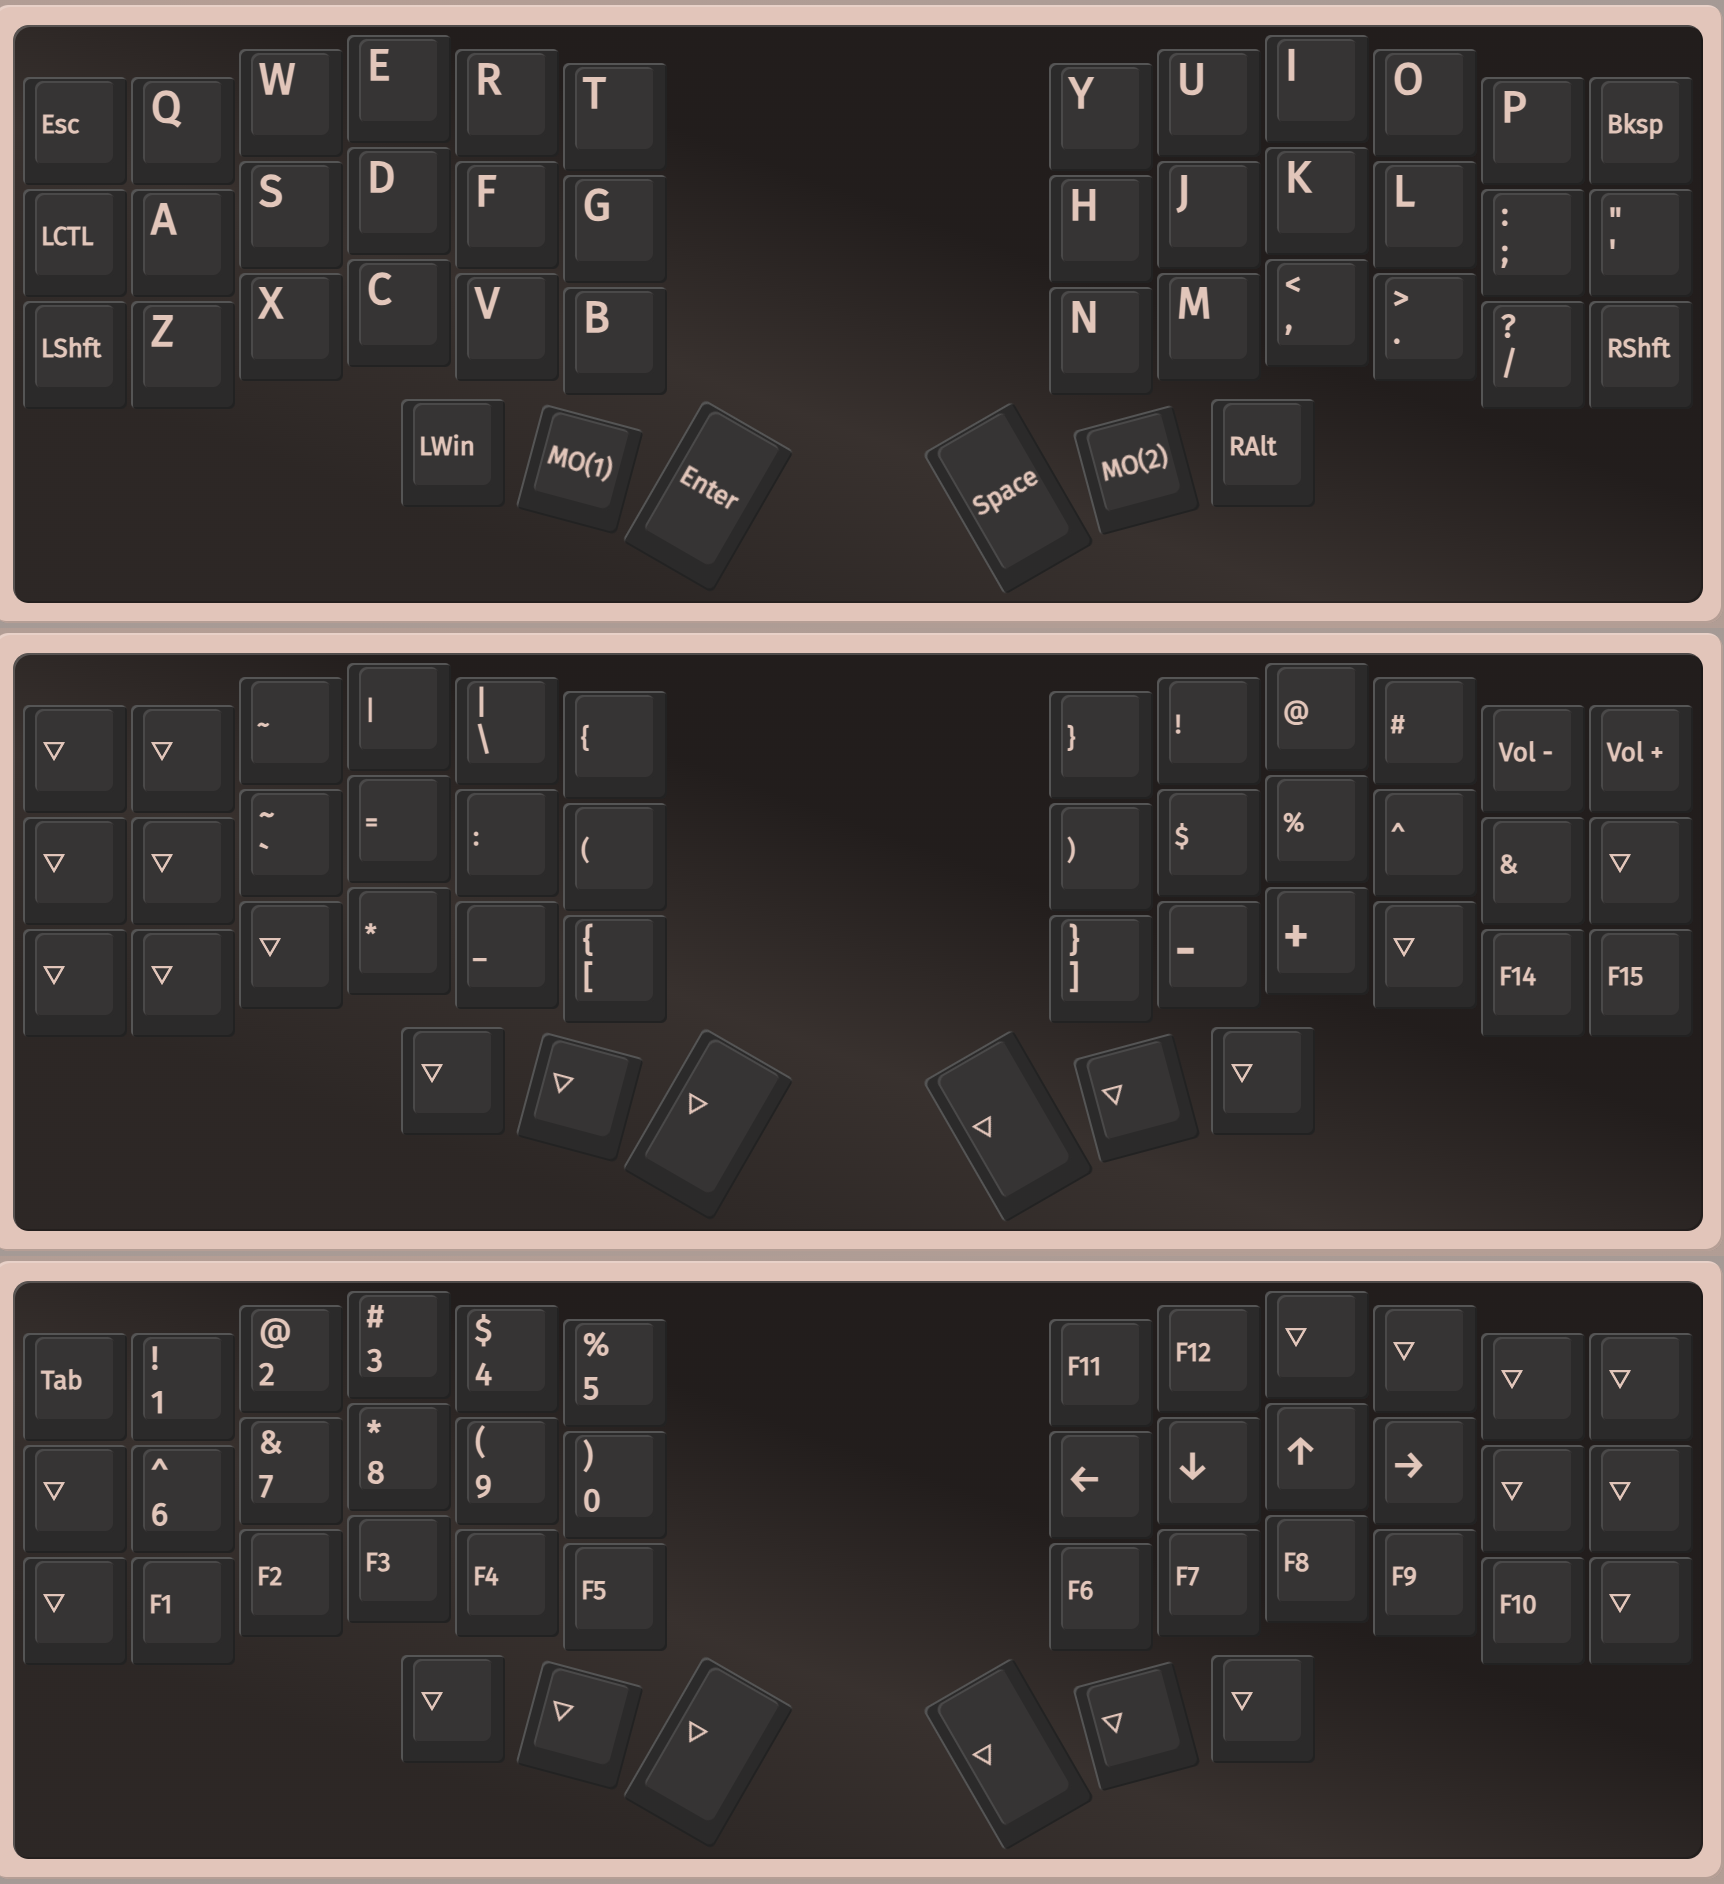 Esc Q W E R T Y U I O P Bksp
LCTL A S D F G H J K L : ; " '
LShft Z X C V B N M < , > . ? / RShft
LWin MO(1) Enter Space MO(2) RAlt
▽ ▽ ~ | | \ { } ! @ # Vol - Vol +
▽ ▽ ~ ` = : ( ) $ % ^ & ▽
▽ ▽ ▽ * _ { [ } ] - + ▽ F14 F15
▽ ▽ ▽ ▽ ▽ ▽
Tab ! 1 @ 2 # 3 $ 4 % 5 F11 F12 ▽ ▽ ▽ ▽
▽ ^ 6 & 7 * 8 ( 9 ) 0 ← ↓ ↑ → ▽ ▽
▽ F1 F2 F3 F4 F5 F6 F7 F8 F9 F10 ▽
▽ ▽ ▽ ▽ ▽ ▽